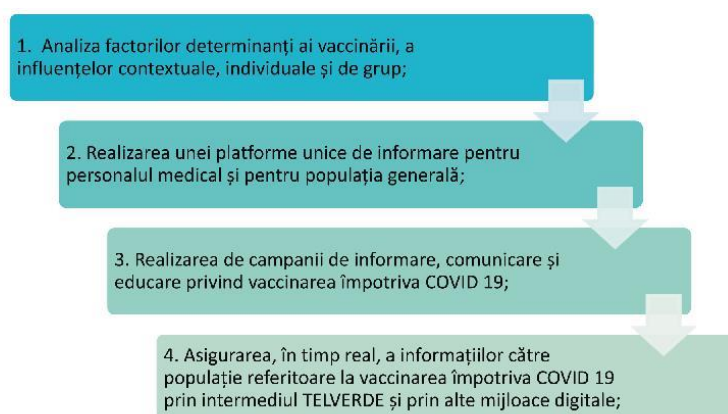 1. Analiza factorilor determinanți ai vaccinării, a
influențelor contextuale, individuale și de grup;
2. Realizarea unei platforme unice de informare pentru
personalul medical și pentru populația generală;
3. Realizarea de campanii de informare, comunicare și
educare privind vaccinarea împotriva COVID 19;
4. Asigurarea, în timp real, a informațiilor către
populație referitoare la vaccinarea împotriva COVID 19
prin intermediul TELVERDE și prin alte mijloace digitale;